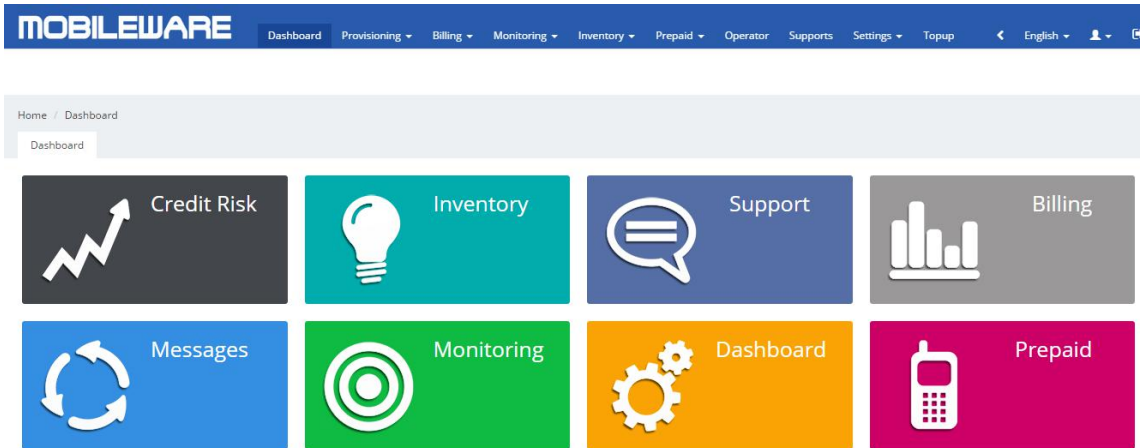 MOBILEWARE Dashboard Provisioning Billing Monitoring Inventory Prepaid Operator Supports Settings Topup English
Home / Dashboard
Dashboard
Credit Risk Inventory Support Billing
Messages Monitoring Dashboard Prepaid